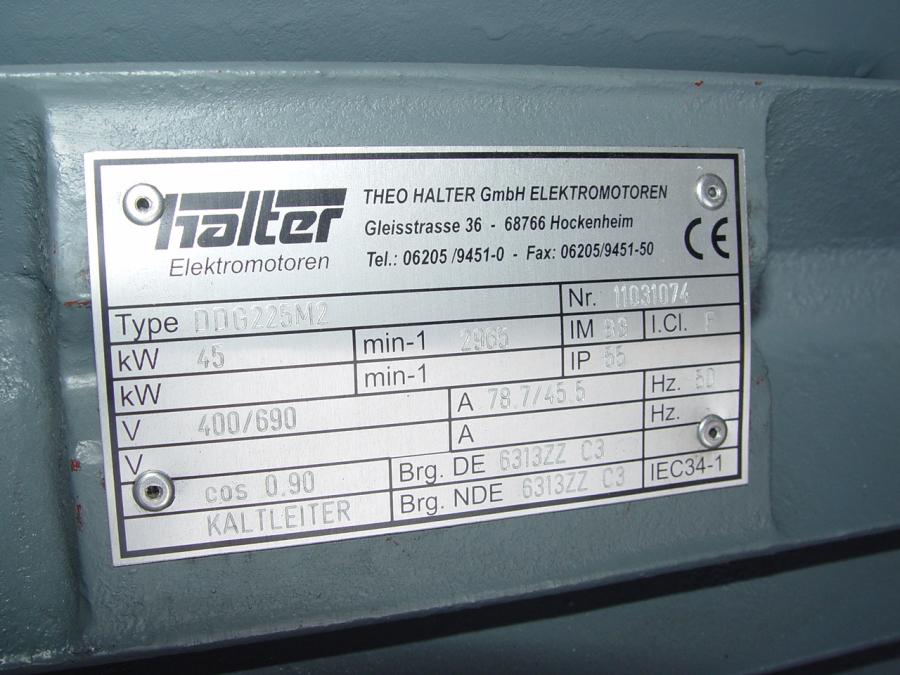 halter
Elektromotoren
THEO HALTER GmbH ELEKTROMOTOREN
Gleisstrasse 36 - 68766 Hockenheim
Tel.: 06205 /9451-0 - Fax: 06205/9451-50
CE
Type DDG225M2 Nr. 11031074
kW 45 min-1 2965 IM I.Cl. F
kW min-1 IP 55
V 400/690 A 78.7/45.5 Hz. 50
V A Hz.
cos 0.90 Brg. DE 6313ZZ C3 IEC34-1
KALTLEITER Brg. NDE 6313ZZ C3